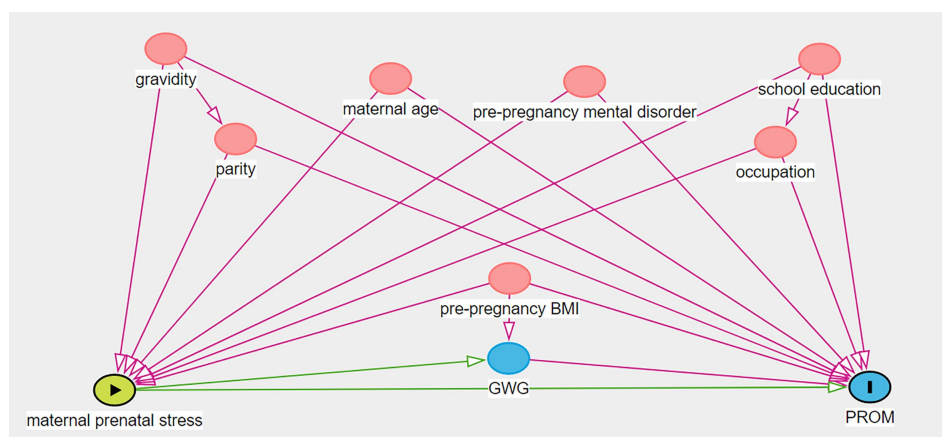 gravidity
school education
maternal age
pre-pregnancy mental disorder
parity
occupation
pre-pregnancy BMI
GWG
maternal prenatal stress
PROM